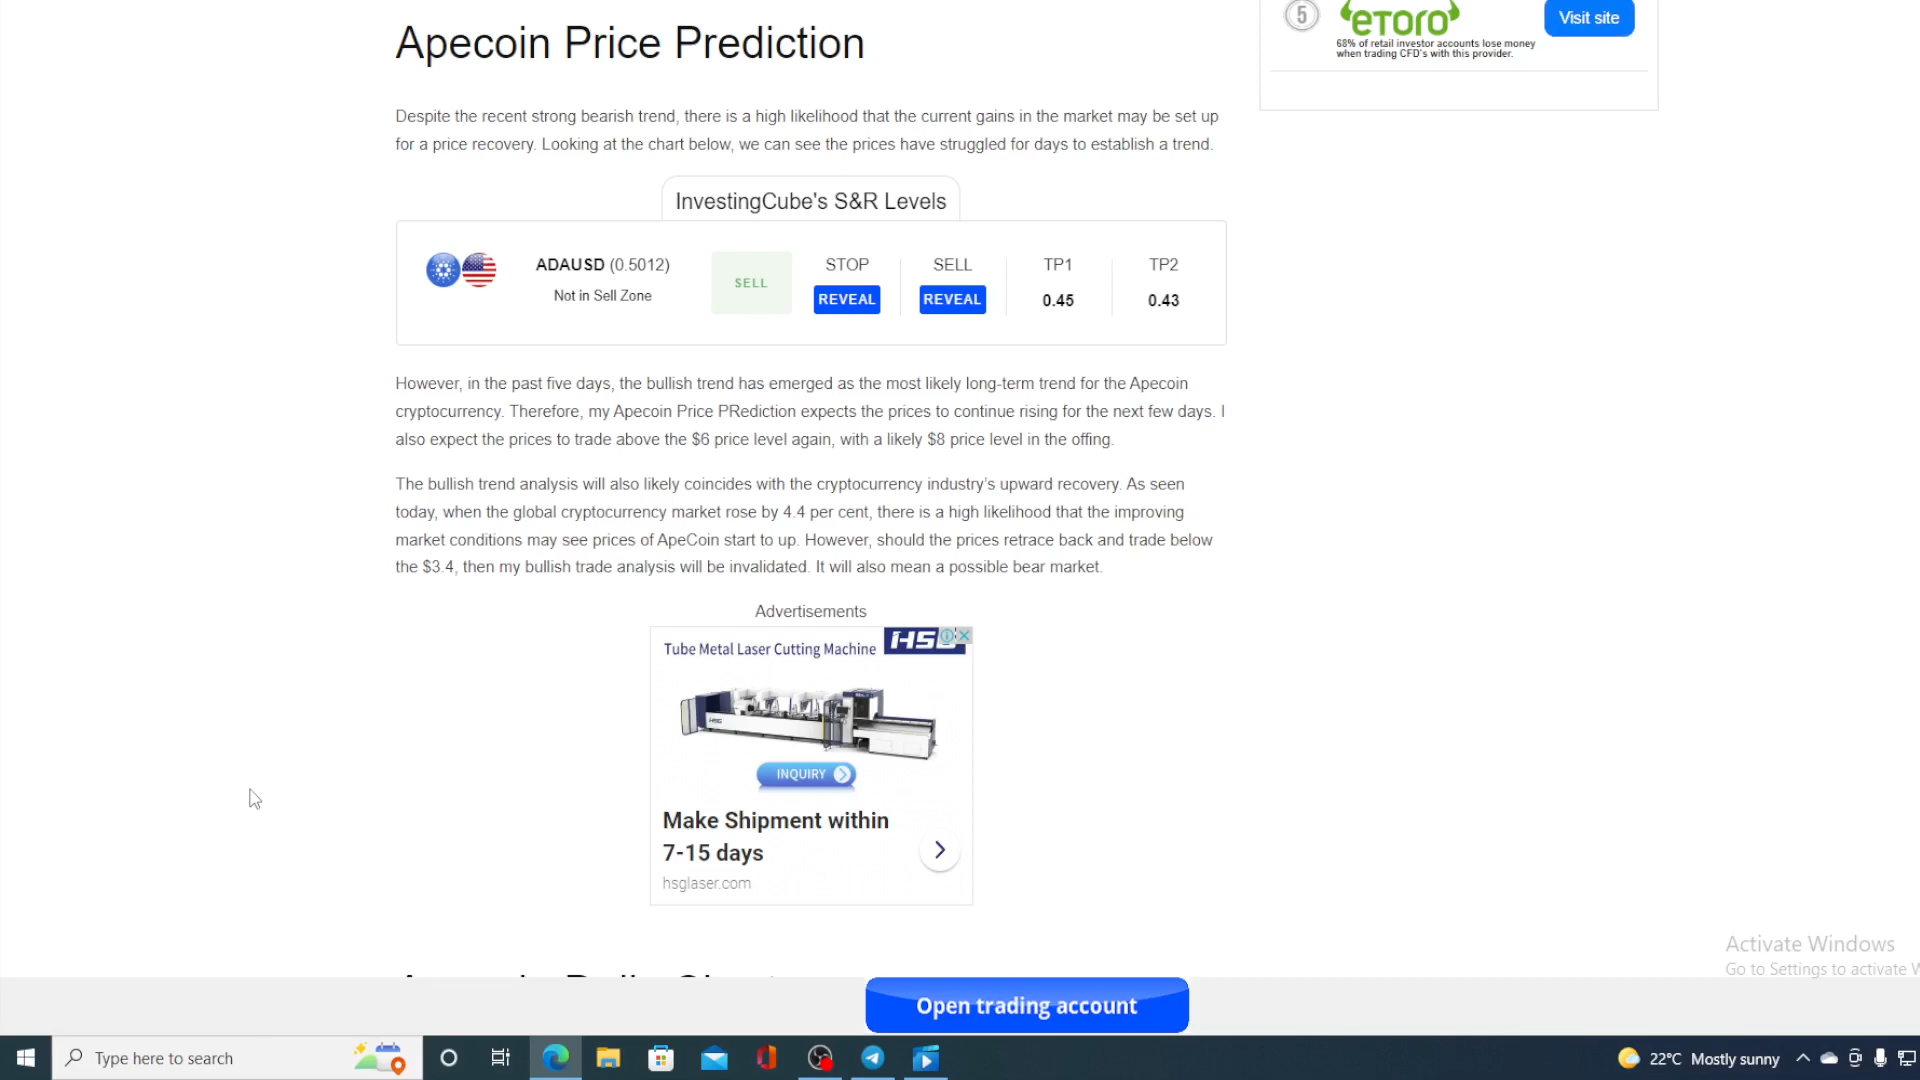 Apecoin Price Prediction
5
eTORO
Visit site
68% of retail investor accounts lose money
when trading CFD's with this provider.
Despite the recent strong bearish trend, there is a high likelihood that the current gains in the market may be set up
for a price recovery. Looking at the chart below, we can see the prices have struggled for days to establish a trend.
InvestingCube's S&R Levels
ADAUSD (0.5012)
Not in Sell Zone
SELL
STOP
REVEAL
SELL
REVEAL
TP1
0.45
TP2
0.43
However, in the past five days, the bullish trend has emerged as the most likely long-term trend for the Apecoin
cryptocurrency. Therefore, my Apecoin Price PRediction expects the prices to continue rising for the next few days. I
also expect the prices to trade above the $6 price level again, with a likely $8 price level in the offing.
The bullish trend analysis will also likely coincides with the cryptocurrency industry's upward recovery. As seen
today, when the global cryptocurrency market rose by 4.4 per cent, there is a high likelihood that the improving
market conditions may see prices of ApeCoin start to up. However, should the prices retrace back and trade below
the $3.4, then my bullish trade analysis will be invalidated. It will also mean a possible bear market.
Advertisements
Tube Metal Laser Cutting Machine
HSG
INQUIRY
Make Shipment within
7-15 days
hsglaser.com
Activate Windows
Go to Settings to activate W
Open trading account
Type here to search
22°C Mostly sunny